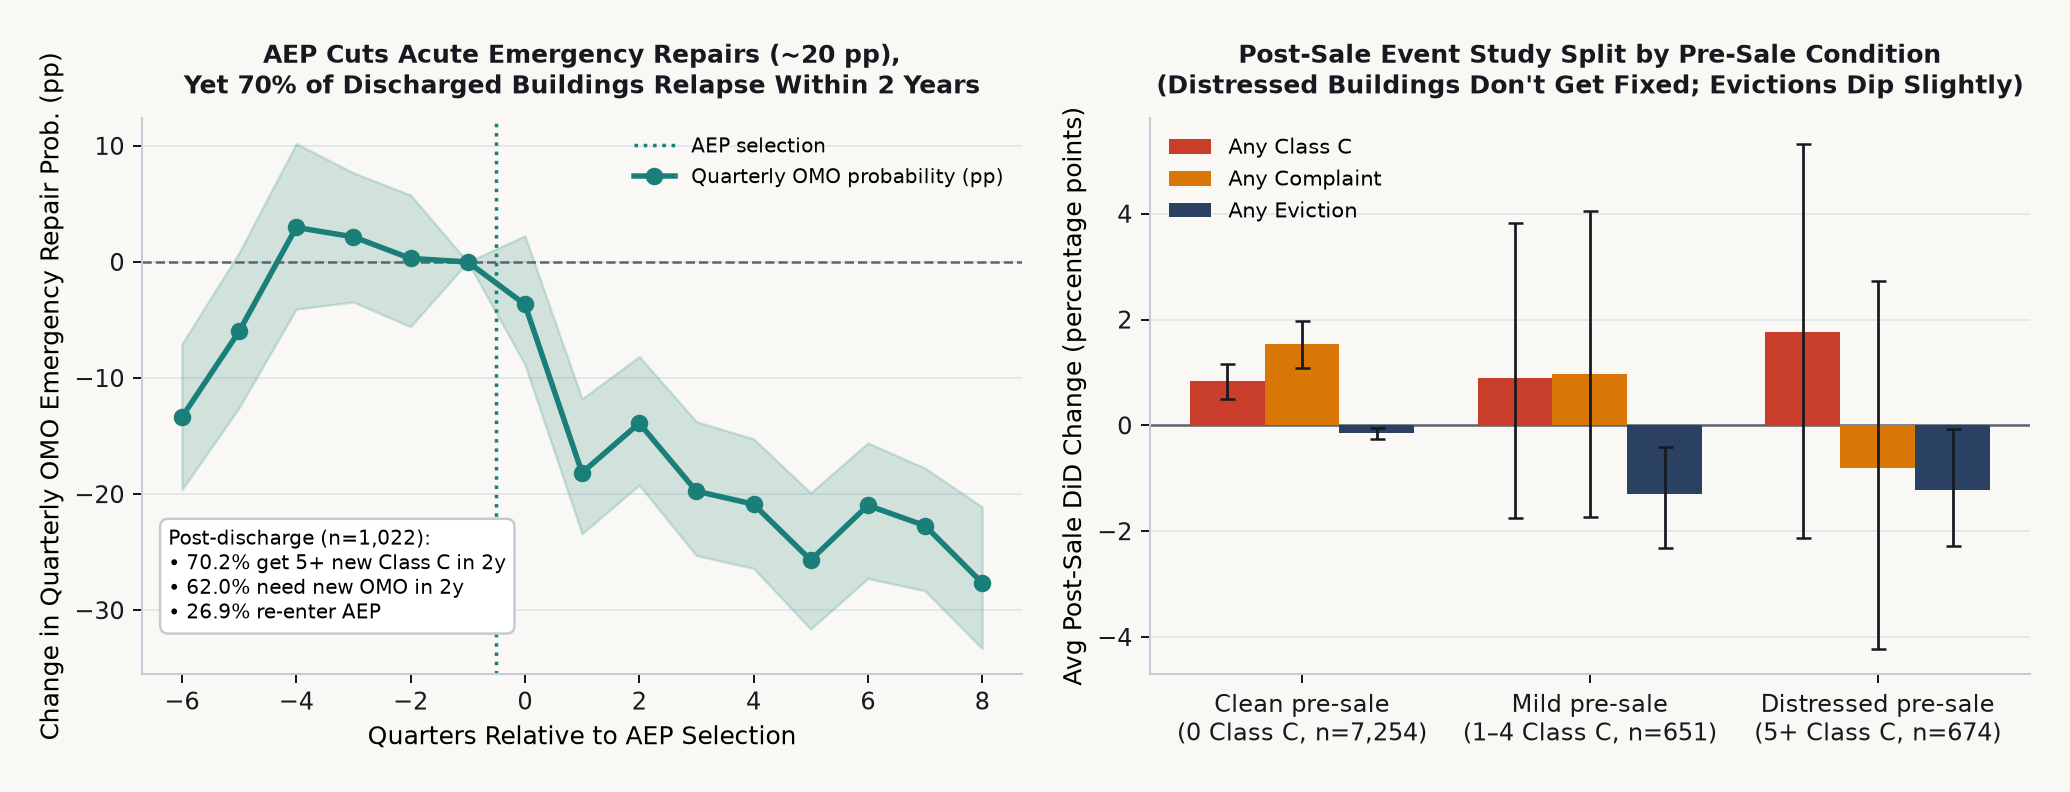 AEP Cuts Acute Emergency Repairs (~20 pp),
Yet 70% of Discharged Buildings Relapse Within 2 Years
Change in Quarterly OMO Emergency Repair Prob. (pp)
10
0
−10
−20
−30
AEP selection
Quarterly OMO probability (pp)
Post-discharge (n=1,022):
• 70.2% get 5+ new Class C in 2y
• 62.0% need new OMO in 2y
• 26.9% re-enter AEP
−6
−4
−2
0
2
4
6
8
Quarters Relative to AEP Selection
Post-Sale Event Study Split by Pre-Sale Condition
(Distressed Buildings Don't Get Fixed; Evictions Dip Slightly)
Avg Post-Sale DiD Change (percentage points)
4
2
0
−2
−4
Any Class C
Any Complaint
Any Eviction
Clean pre-sale
(0 Class C, n=7,254)
Mild pre-sale
(1–4 Class C, n=651)
Distressed pre-sale
(5+ Class C, n=674)